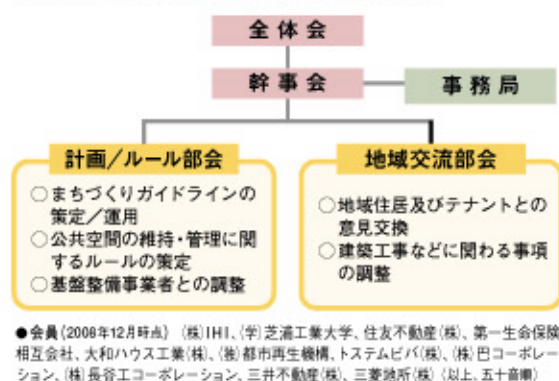 全体会
幹事会
事務局
計画／ルール部会
○まちづくりガイドラインの
策定／運用
○公共空間の維持・管理に関
するルールの策定
○基盤整備事業者との調整
地域交流部会
○地域住居及びテナントとの
意見交換
○建築工事などに関わる事項
の調整
●会員(2008年12月時点) (株)IHI、(学)芝浦工業大学、住友不動産(株)、第一生命保険
相互会社、大和ハウス工業(株)、(独)都市再生機構、トステムビバ(株)、(株)巴コーポレー
ション、(株)長谷工コーポレーション、三井不動産(株)、三菱地所(株) (以上、五十音順)